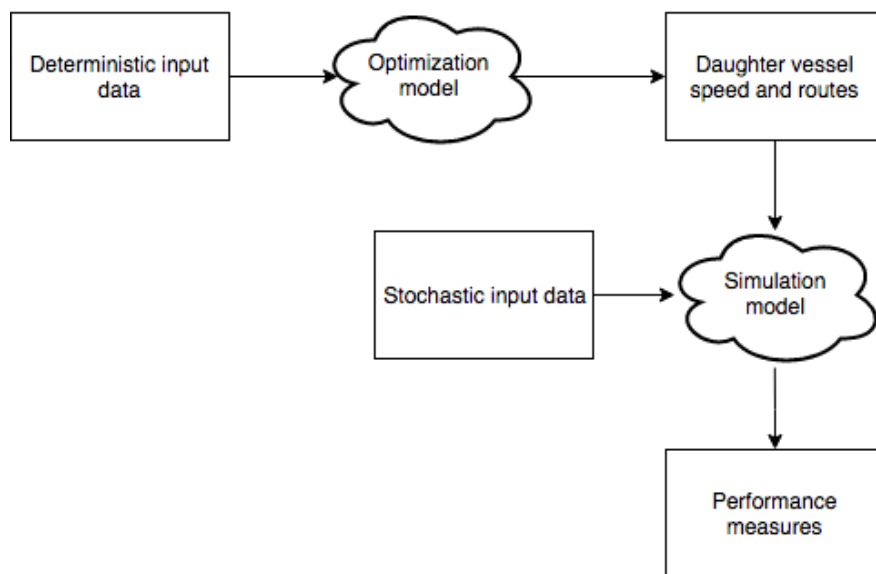 Deterministic input
data
Optimization
model
Daughter vessel
speed and routes
Stochastic input data
Simulation
model
Performance
measures